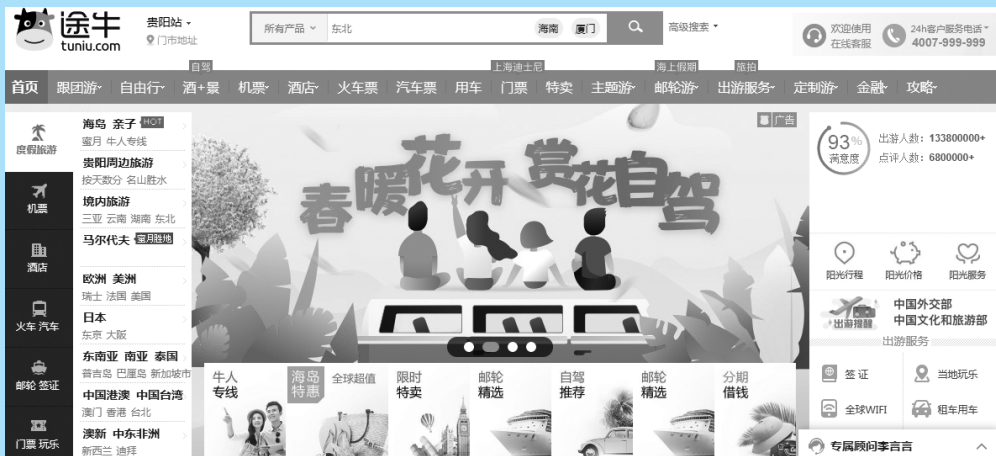 途牛
tuniu.com
贵阳站
门市地址
所有产品
东北
海南 厦门
高级搜索
欢迎使用
在线客服
24h客户服务电话
4007-999-999
自驾
上海迪士尼
海上假期
旅拍
首页 跟团游 自由行 酒+景 机票 酒店 火车票 汽车票 用车 门票 特卖 主题游 邮轮游 出游服务 定制游 金融 攻略
度假旅游
机票
酒店
火车 汽车
邮轮 签证
门票 玩乐
海岛 亲子 HOT
蜜月 牛人专线
贵阳周边旅游
按天数分 名山胜水
境内旅游
三亚 云南 湖南 东北
马尔代夫 蜜月胜地
欧洲 美洲
瑞士 法国 美国
日本
东京 大阪
东南亚 南亚 泰国
普吉岛 巴厘岛 新加坡市
中国港澳 中国台湾
澳门 香港 台北
澳新 中东非洲
新西兰 迪拜
广告
春暖花开 赏花自驾
牛人
专线
海岛
特惠
全球超值
限时
特卖
邮轮
精选
自驾
推荐
邮轮
精选
分期
借钱
93%
满意度
出游人数：133800000+
点评人数：6800000+
阳光行程
阳光价格
阳光服务
出游提醒
中国外交部
中国文化和旅游部
出游服务
签 证
当地玩乐
全球WIFI
租车用车
专属顾问李言言